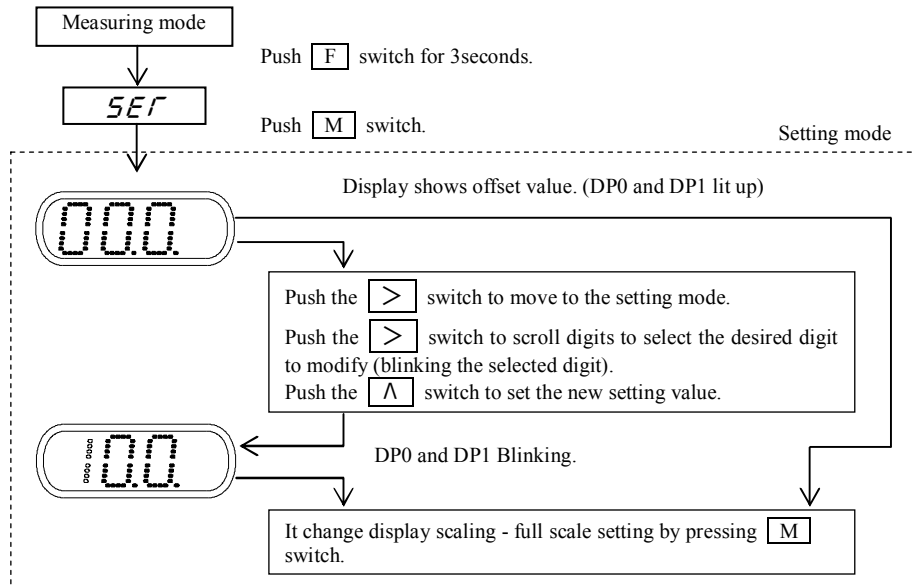 Measuring mode
Push F switch for 3seconds.
SET
Push M switch.
Setting mode
Display shows offset value. (DP0 and DP1 lit up)
00.0.
Push the > switch to move to the setting mode.
Push the > switch to scroll digits to select the desired digit
to modify (blinking the selected digit).
Push the Λ switch to set the new setting value.
10.0.
DP0 and DP1 Blinking.
It change display scaling - full scale setting by pressing M
switch.